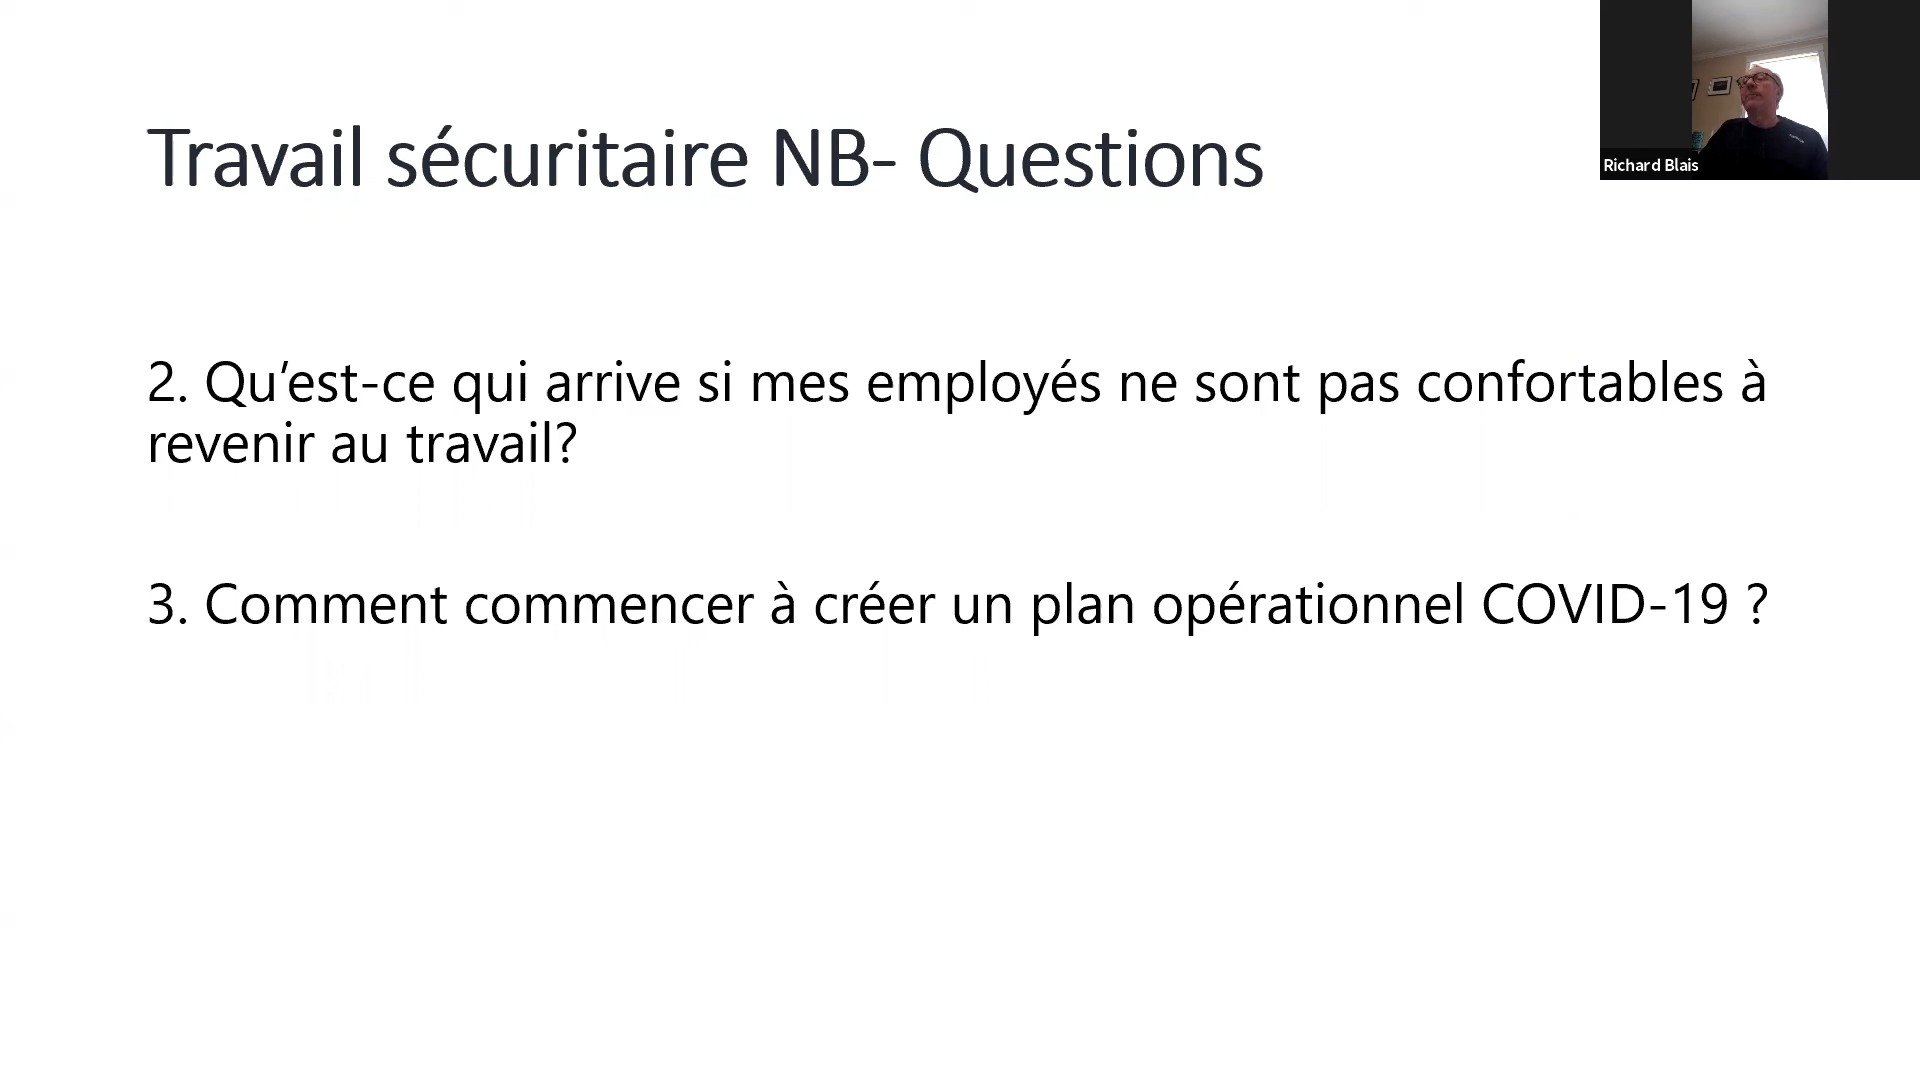 Travail sécuritaire NB- Questions
Richard Blais
2. Qu’est-ce qui arrive si mes employés ne sont pas confortables à
revenir au travail?
3. Comment commencer à créer un plan opérationnel COVID-19 ?